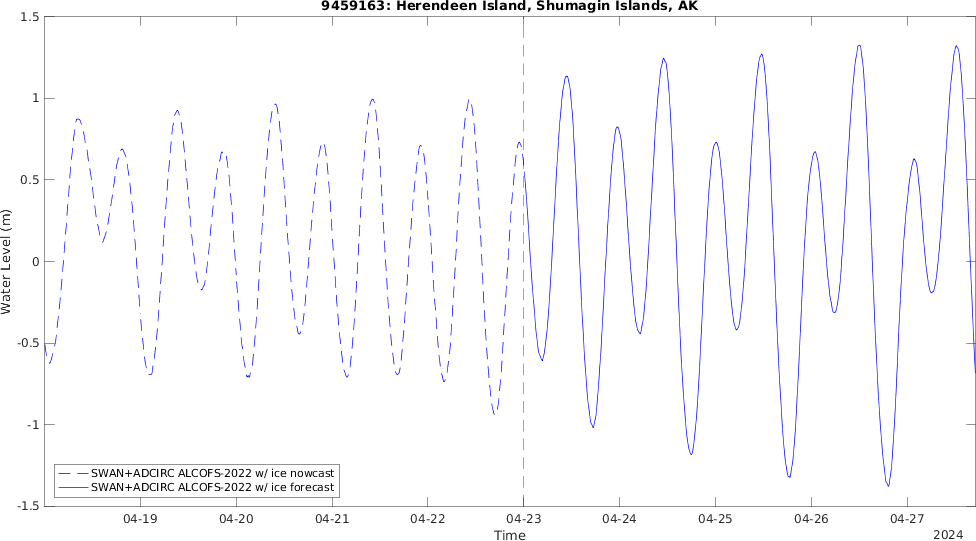 9459163: Herendeen Island, Shumagin Islands, AK
Water Level (m)
1.5
1
0.5
0
-0.5
-1
-1.5
SWAN+ADCIRC ALCOFS-2022 w/ ice nowcast
SWAN+ADCIRC ALCOFS-2022 w/ ice forecast
04-19 04-20 04-21 04-22 04-23 04-24 04-25 04-26 04-27
Time
2024